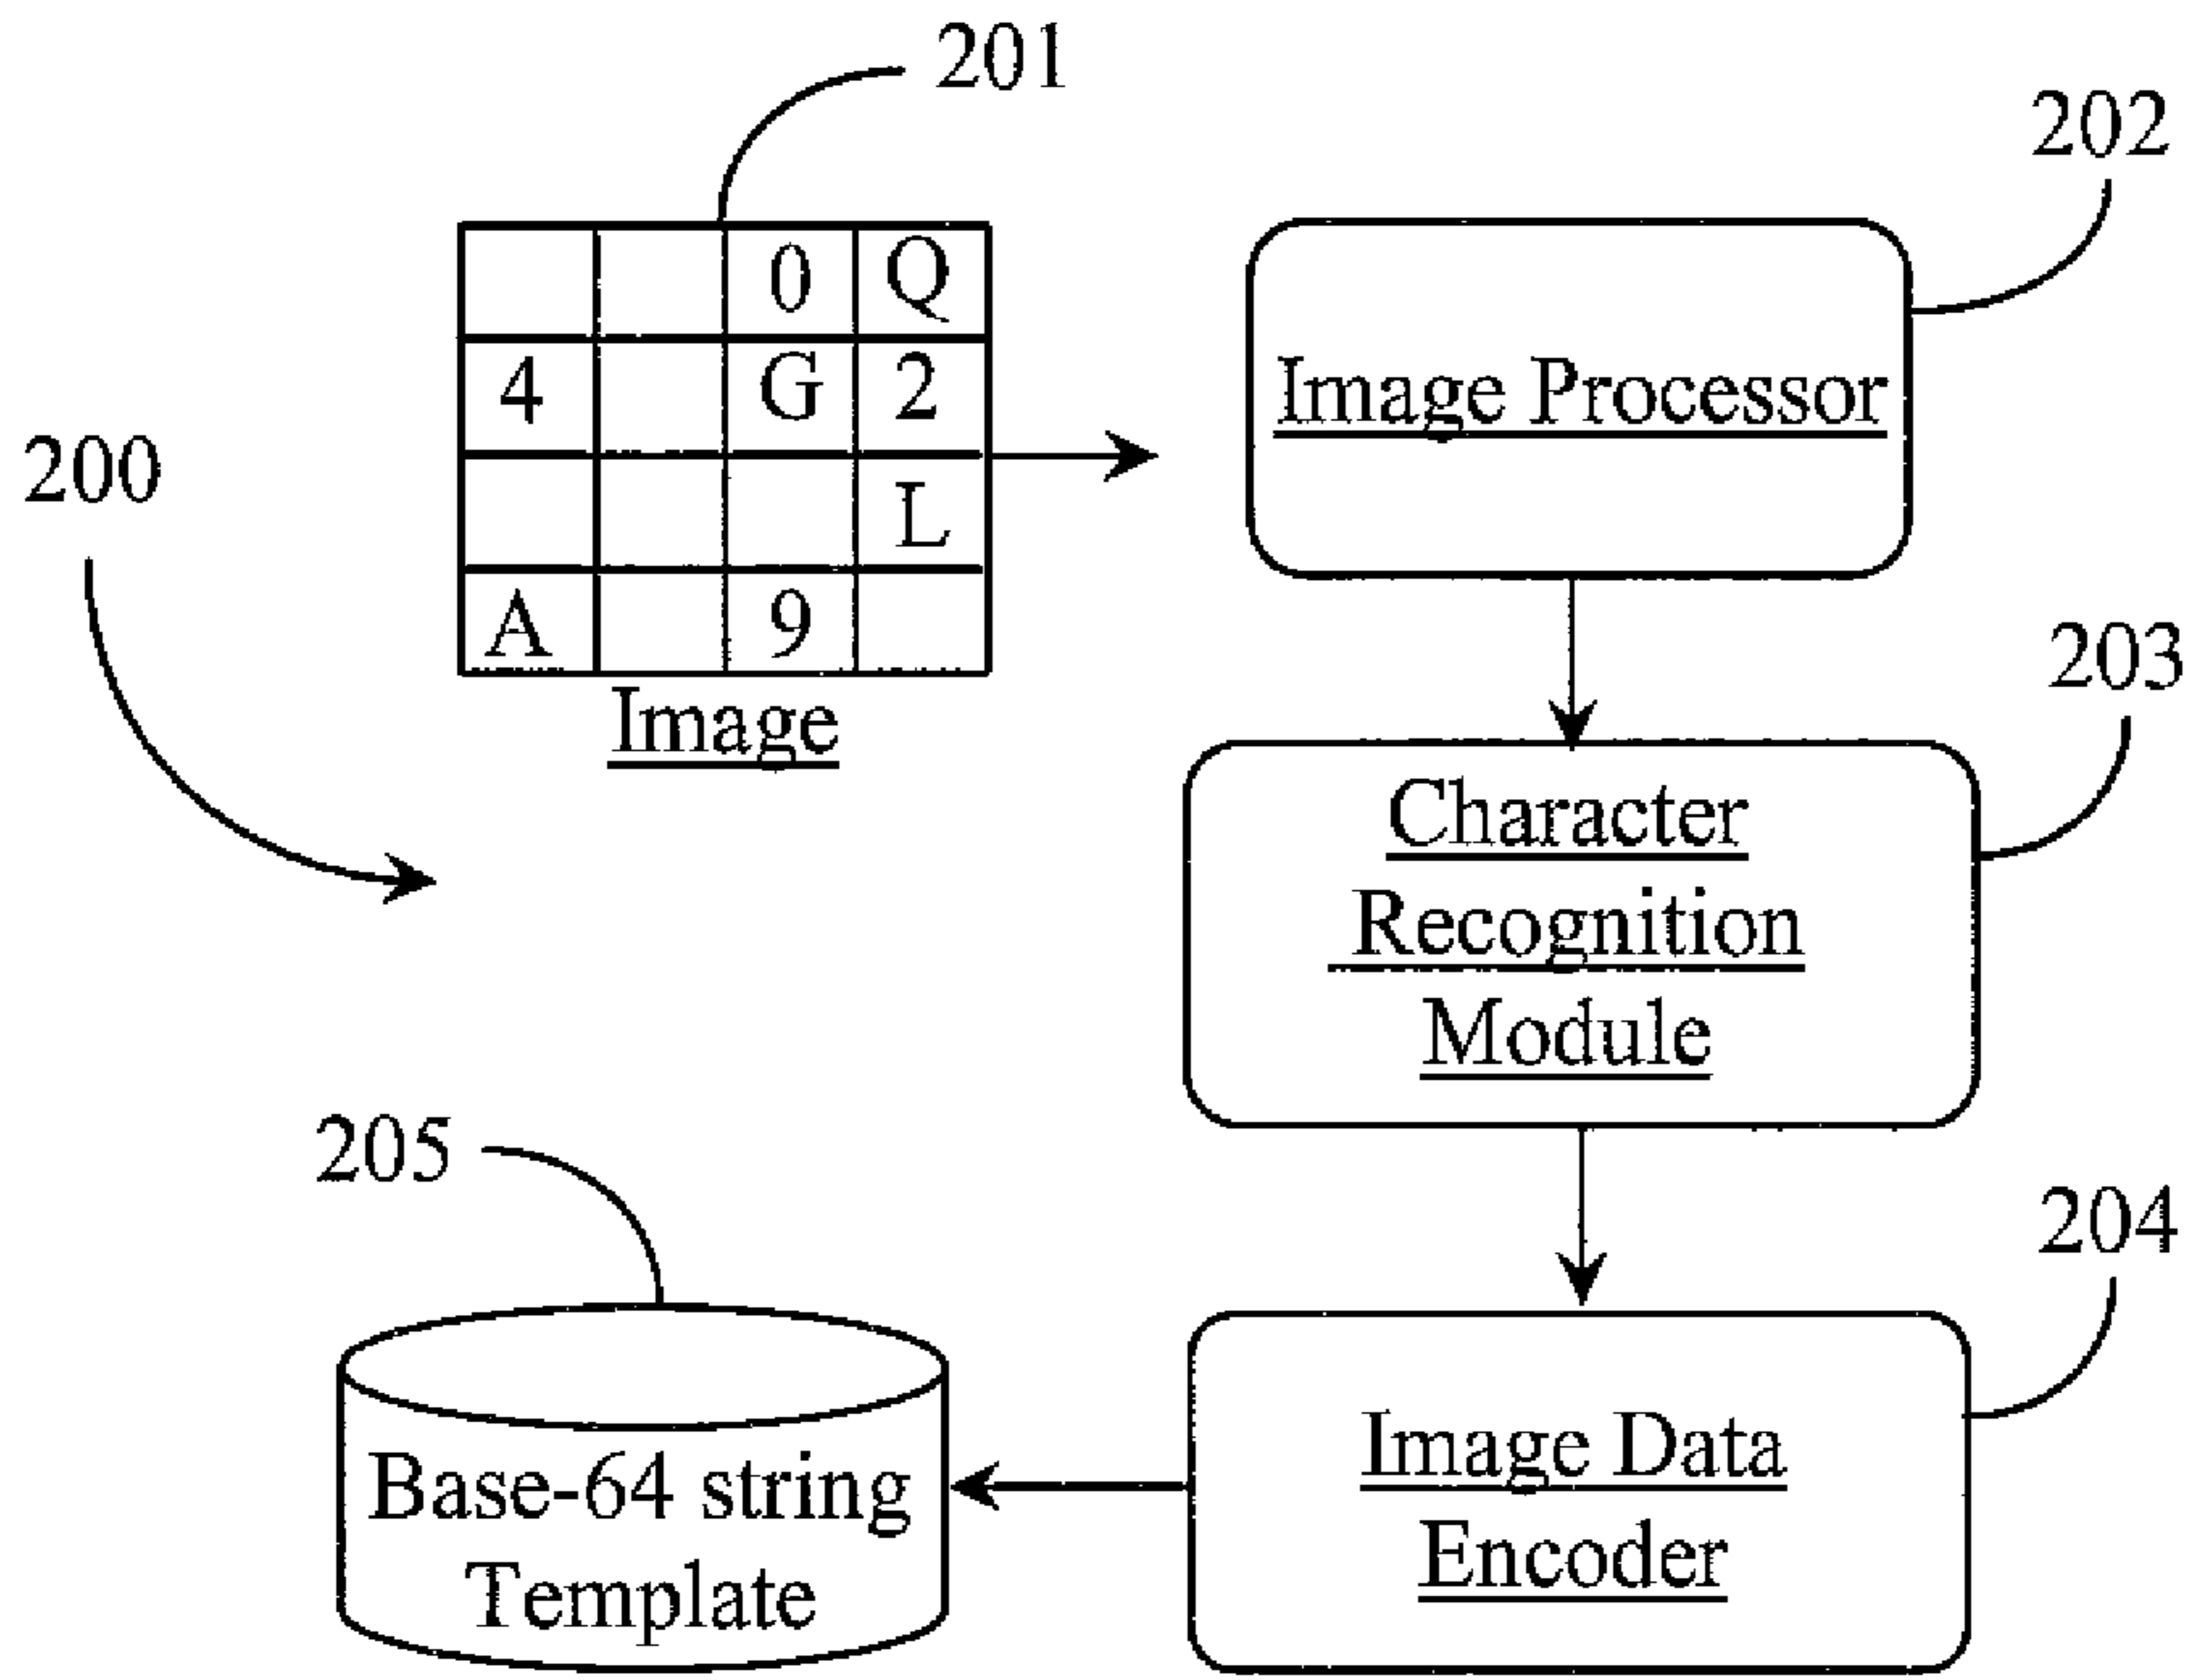 201
202
0 Q
4 G 2
L
A 9
Image
200
Image Processor
203
Character
Recognition
Module
205
204
Base-64 string
Template
Image Data
Encoder